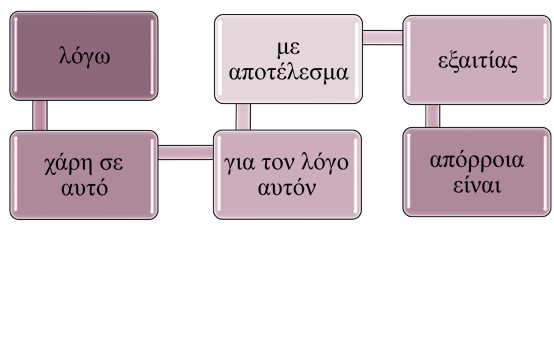 λόγω
χάρη σε
αυτό
για τον λόγο
αυτόν
με
αποτέλεσμα
εξαιτίας
απόρροια
είναι